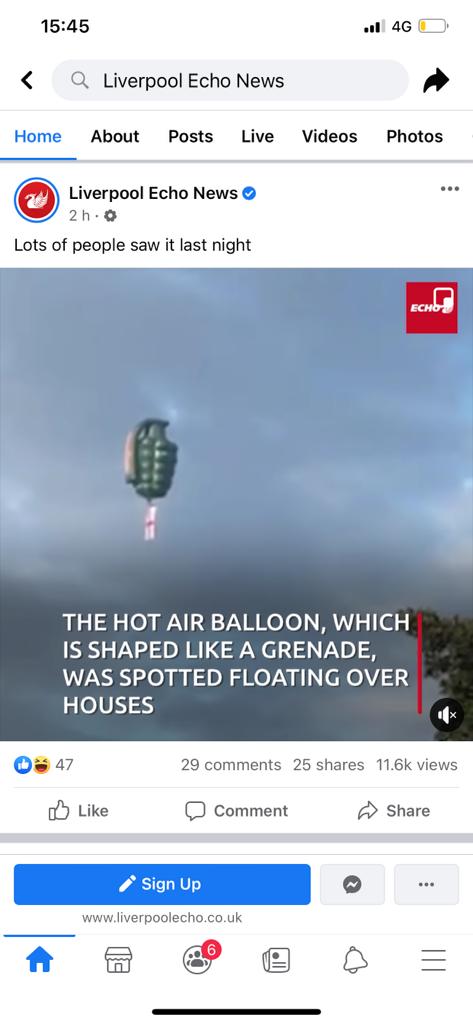 15:45
4G
Liverpool Echo News
Home About Posts Live Videos Photos
Liverpool Echo News
2 h ·
Lots of people saw it last night
ECHO
THE HOT AIR BALLOON, WHICH
IS SHAPED LIKE A GRENADE,
WAS SPOTTED FLOATING OVER
HOUSES
47 29 comments 25 shares 11.6k views
Like Comment Share
Sign Up
www.liverpoolecho.co.uk
6